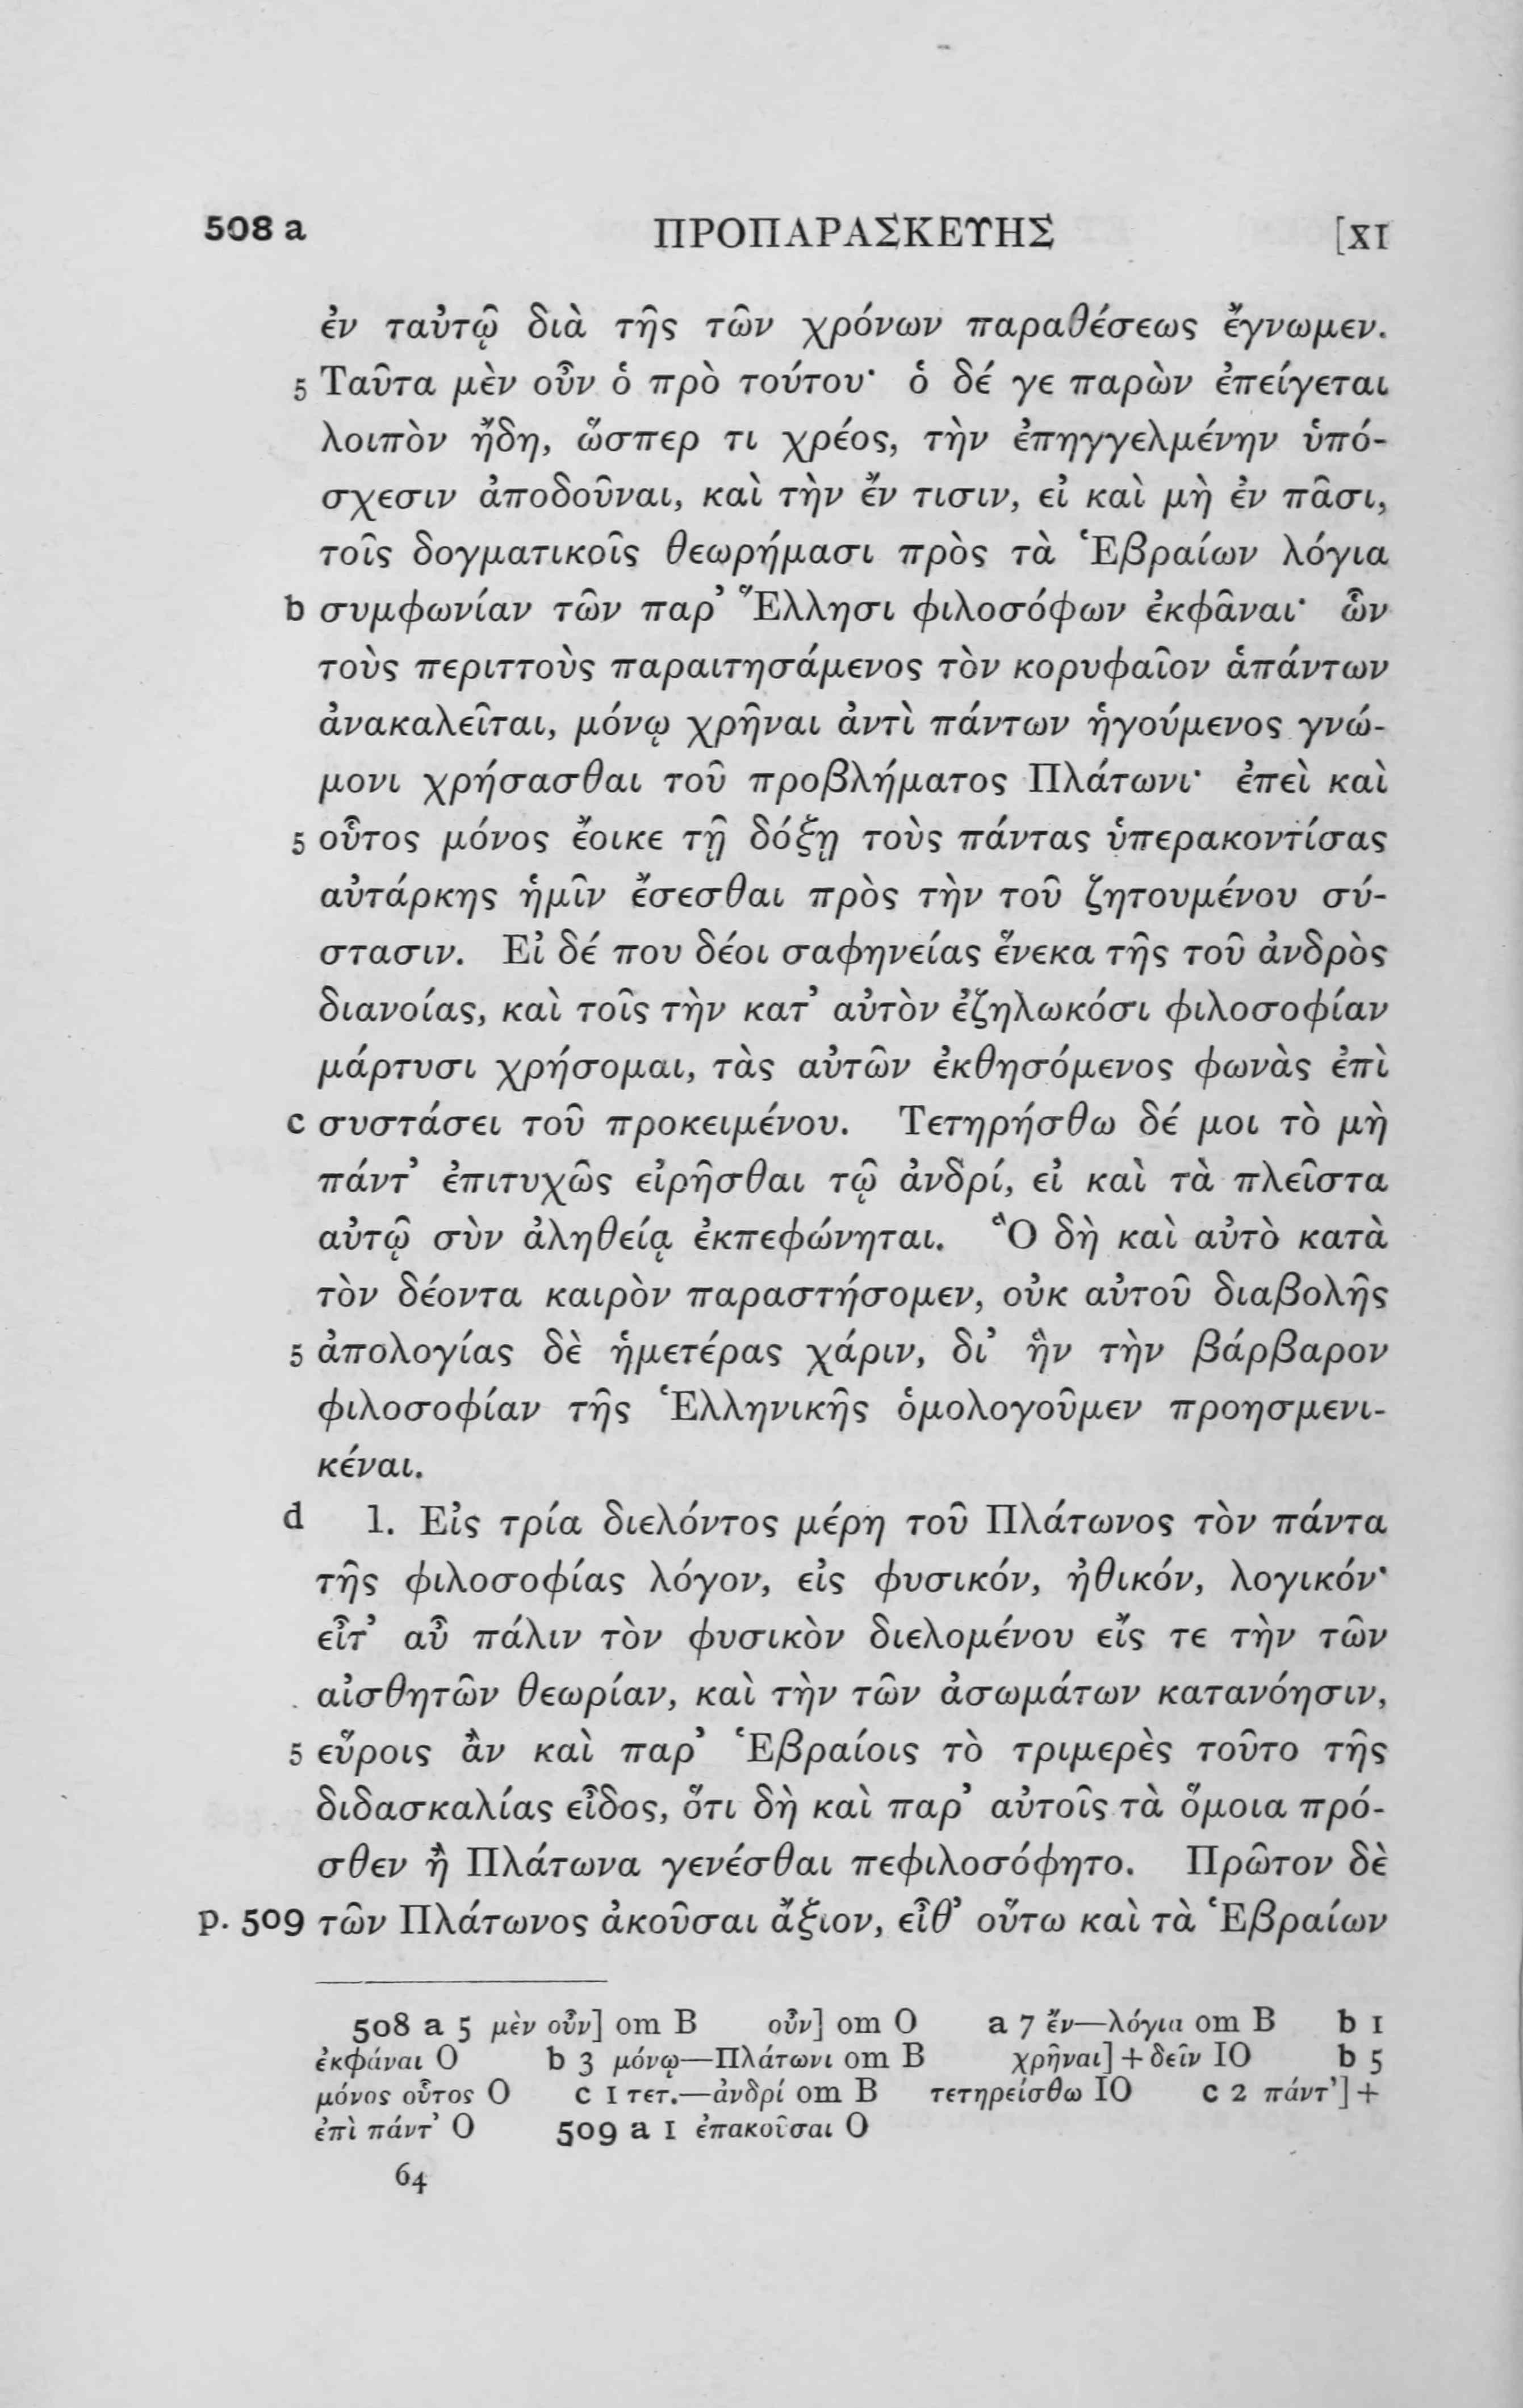 508 a ΠΡΟΠΑΡΑΣΚΕΥΗΣ [XI
ἐν ταὐτῷ διὰ τῆς τῶν χρόνων παραθέσεως ἔγνωμεν.
5 Ταῦτα μὲν οὖν ὁ πρὸ τούτου· ὁ δέ γε παρὼν ἐπείγεται
λοιπὸν ἤδη, ὥσπερ τι χρέος, τὴν ἐπηγγελμένην ὑπό-
σχεσιν ἀποδοῦναι, καὶ τὴν ἔν τισιν, εἰ καὶ μὴ ἐν πᾶσι,
τοῖς δογματικοῖς θεωρήμασι πρὸς τὰ Ἑβραίων λόγια
b συμφωνίαν τῶν παρ’ Ἕλλησι φιλοσόφων ἐκφᾶναι· ὧν
τοὺς περιττοὺς παραιτησάμενος τὸν κορυφαῖον ἁπάντων
ἀνακαλεῖται, μόνῳ χρῆναι ἀντὶ πάντων ἡγούμενος γνώ-
μονι χρήσασθαι τοῦ προβλήματος Πλάτωνι· ἐπεὶ καὶ
5 οὗτος μόνος ἔοικε τῇ δόξῃ τοὺς πάντας ὑπερακοντίσας
αὐτάρκης ἡμῖν ἔσεσθαι πρὸς τὴν τοῦ ζητουμένου σύ-
στασιν. Εἰ δέ που δέοι σαφηνείας ἕνεκα τῆς τοῦ ἀνδρὸς
διανοίας, καὶ τοῖς τὴν κατ’ αὐτὸν ἐζηλωκόσι φιλοσοφίαν
μάρτυσι χρήσομαι, τὰς αὐτῶν ἐκθησόμενος φωνὰς ἐπὶ
c συστάσει τοῦ προκειμένου. Τετηρήσθω δέ μοι τὸ μὴ
πάντ’ ἐπιτυχῶς εἰρῆσθαι τῷ ἀνδρί, εἰ καὶ τὰ πλεῖστα
αὐτῷ σὺν ἀληθείᾳ ἐκπεφώνηται. Ὃ δὴ καὶ αὐτὸ κατὰ
τὸν δέοντα καιρὸν παραστήσομεν, οὐκ αὐτοῦ διαβολῆς
5 ἀπολογίας δὲ ἡμετέρας χάριν, δι’ ἣν τὴν βάρβαρον
φιλοσοφίαν τῆς Ἑλληνικῆς ὁμολογοῦμεν προησμενι-
κέναι.
d 1. Εἰς τρία διελόντος μέρη τοῦ Πλάτωνος τὸν πάντα
τῆς φιλοσοφίας λόγον, εἰς φυσικόν, ἠθικόν, λογικόν·
εἶτ’ αὖ πάλιν τὸν φυσικὸν διελομένου εἴς τε τὴν τῶν
αἰσθητῶν θεωρίαν, καὶ τὴν τῶν ἀσωμάτων κατανόησιν,
5 εὕροις ἂν καὶ παρ’ Ἑβραίοις τὸ τριμερὲς τοῦτο τῆς
διδασκαλίας εἶδος, ὅτι δὴ καὶ παρ’ αὐτοῖς τὰ ὅμοια πρό-
σθεν ἢ Πλάτωνα γενέσθαι πεφιλοσόφητο. Πρῶτον δὲ
p. 509 τῶν Πλάτωνος ἀκοῦσαι ἄξιον, εἶθ’ οὕτω καὶ τὰ Ἑβραίων
508 a 5 μὲν οὖν] om B οὖν] om O a 7 ἔν—λόγια om B b 1
ἐκφάναι O b 3 μόνῳ—Πλάτωνι om B χρῆναι] + δεῖν IO b 5
μόνος οὗτος O c 1 τετ.—ἀνδρί om B τετηρείσθω IO c 2 πάντ’] +
ἐπὶ πάντ’ O 509 a 1 ἐπακοῦσαι O
64